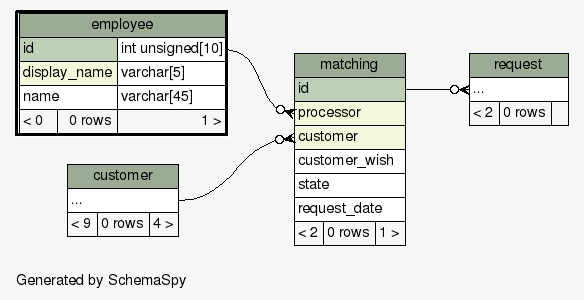 employee
id int unsigned[10]
display_name varchar[5]
name varchar[45]
< 0 0 rows 1 >
matching
id
processor
customer
customer_wish
state
request_date
< 2 0 rows 1 >
request
...
< 2 0 rows
customer
...
< 9 0 rows 4 >
Generated by SchemaSpy